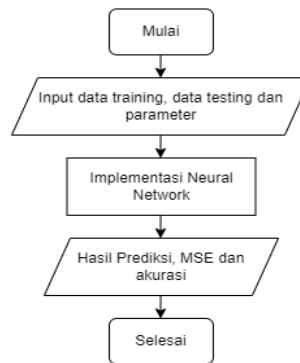 Mulai
Input data training, data testing dan
parameter
Implementasi Neural
Network
Hasil Prediksi, MSE dan
akurasi
Selesai